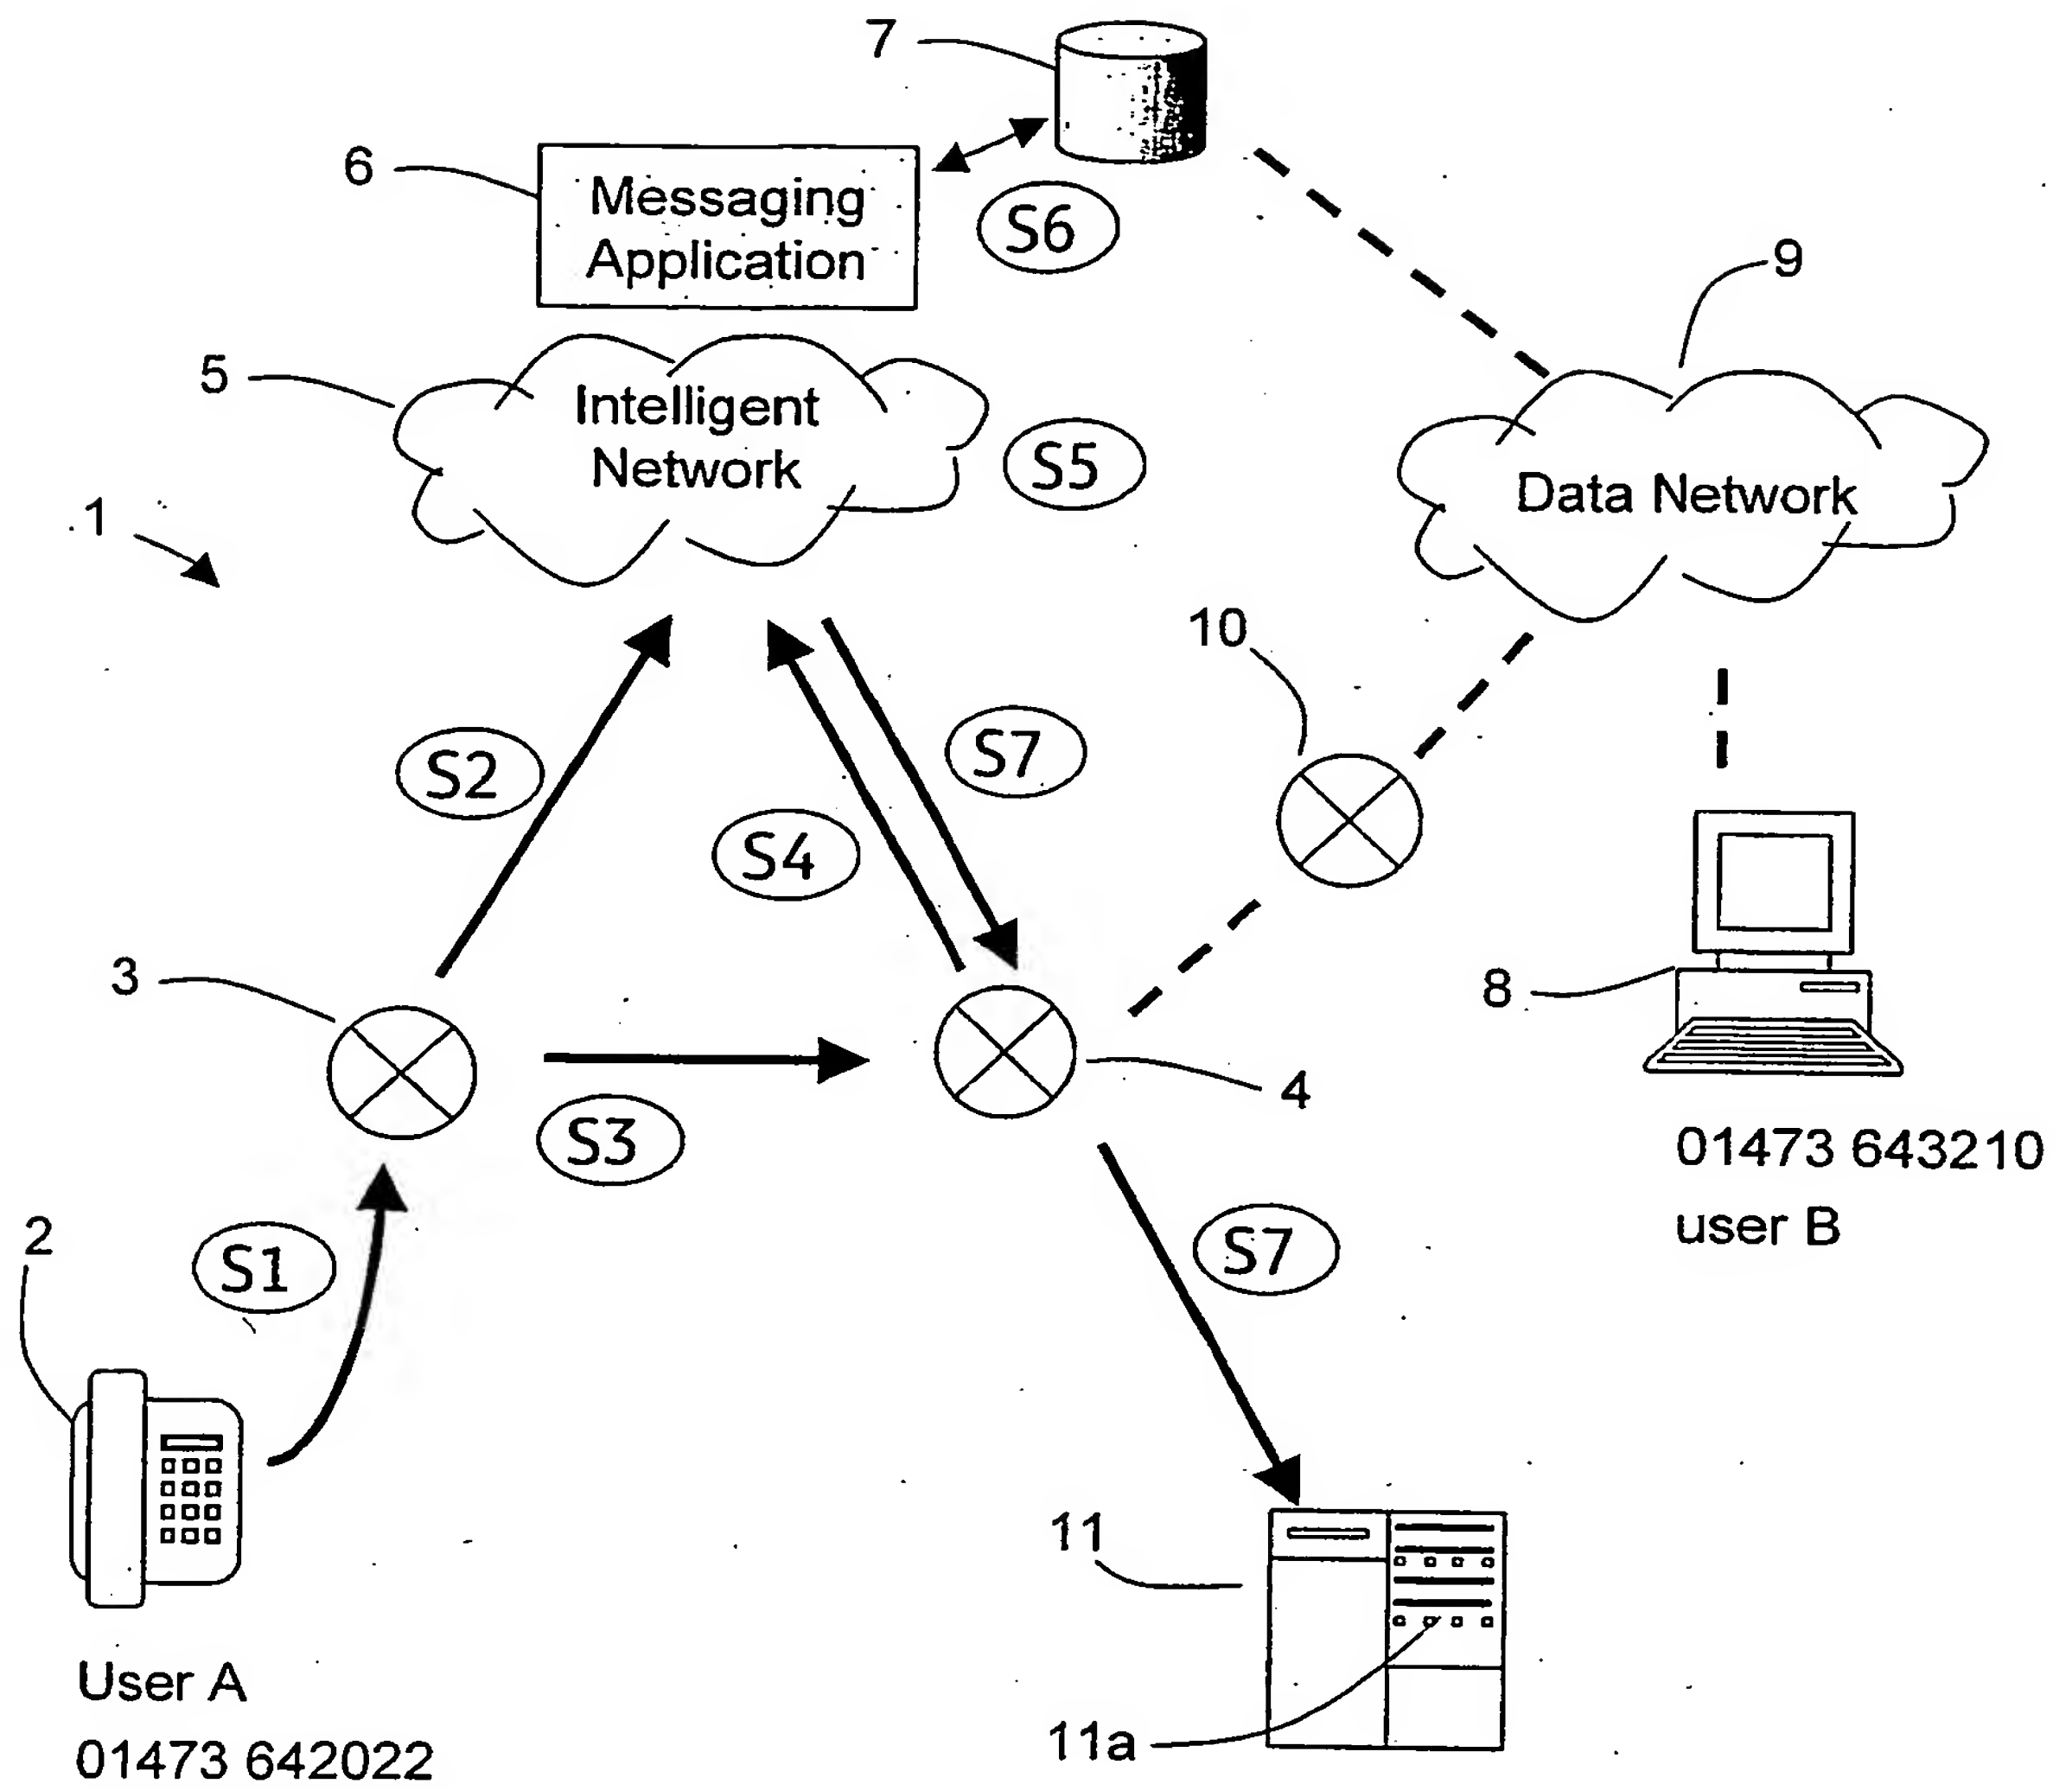 7
6
Messaging
Application
S6
9
5
Intelligent
Network
S5
Data Network
1
10
S2
S7
S4
3
8
4
S3
01473 643210
user B
2
S1
S7
11
11a
User A
01473 642022